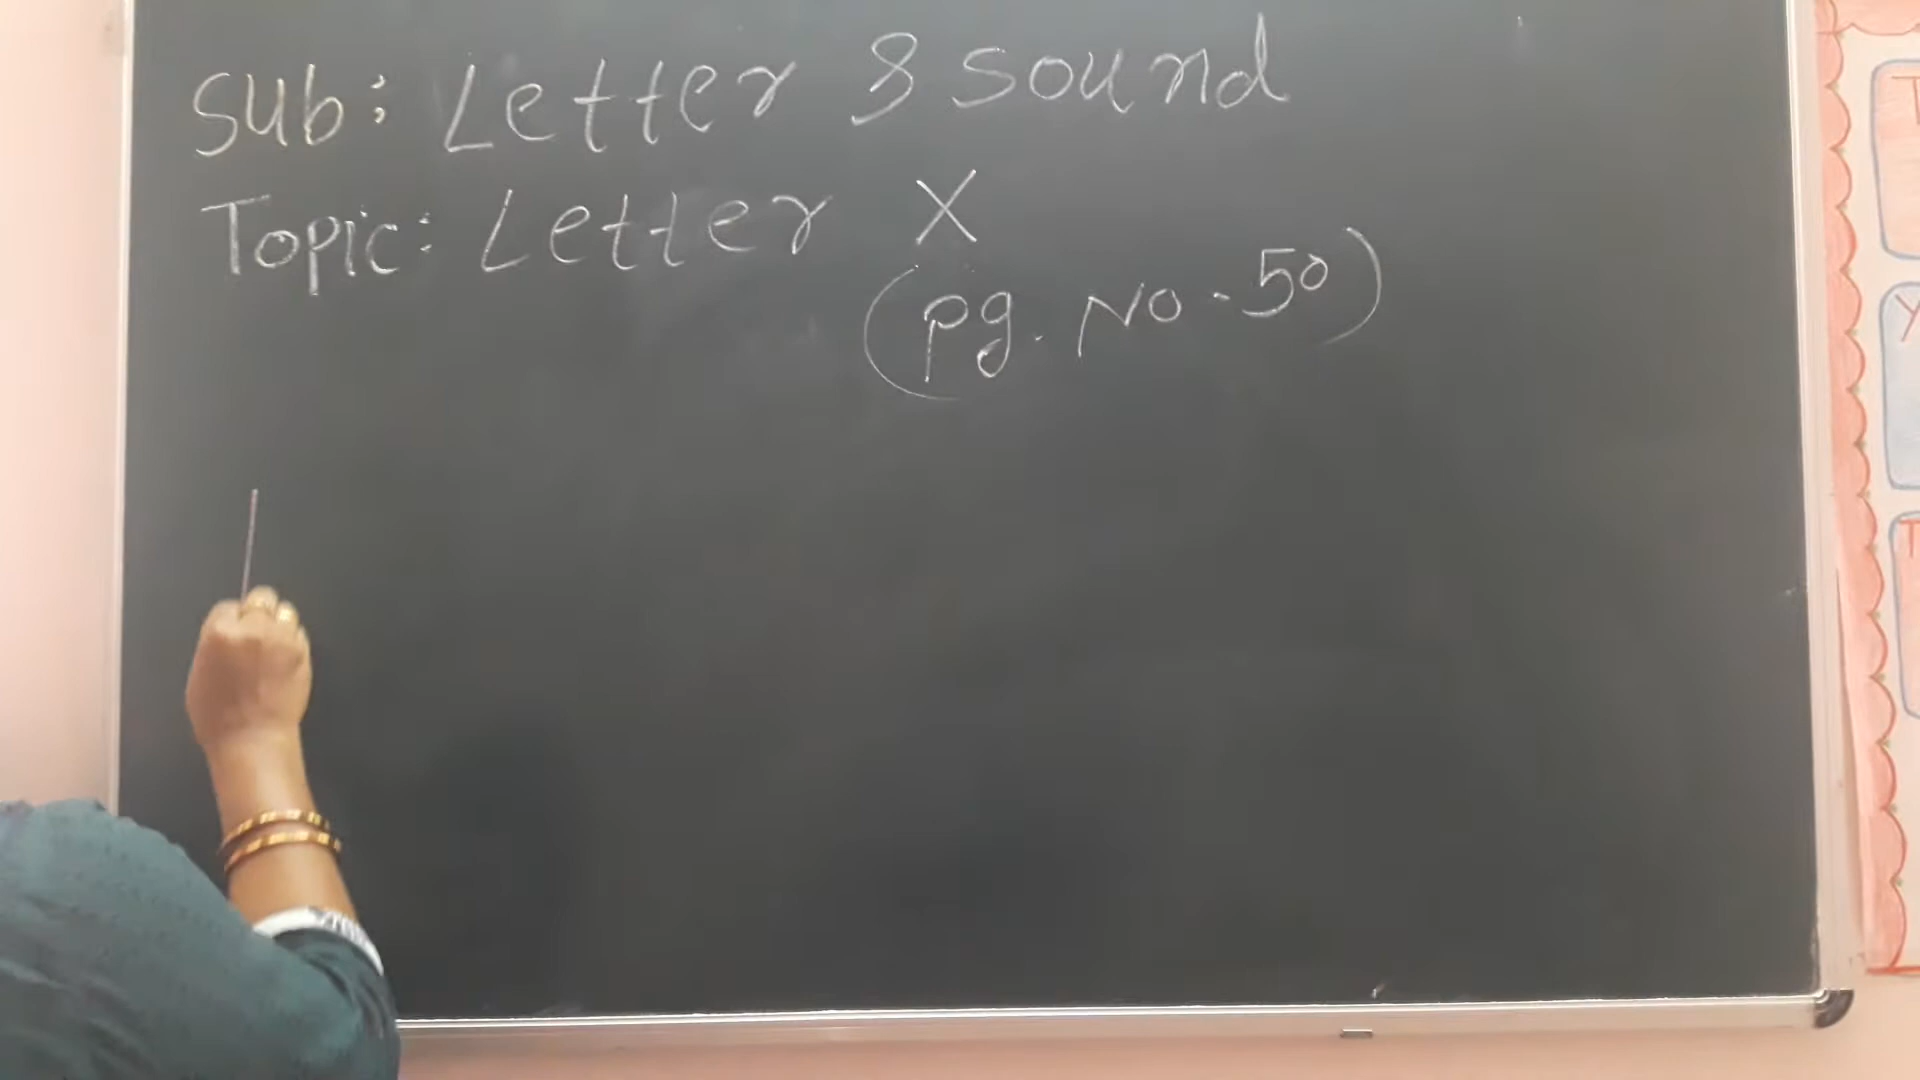 Sub: Letter & Sound
Topic: Letter X
(Pg. No - 50)
T
Y
T